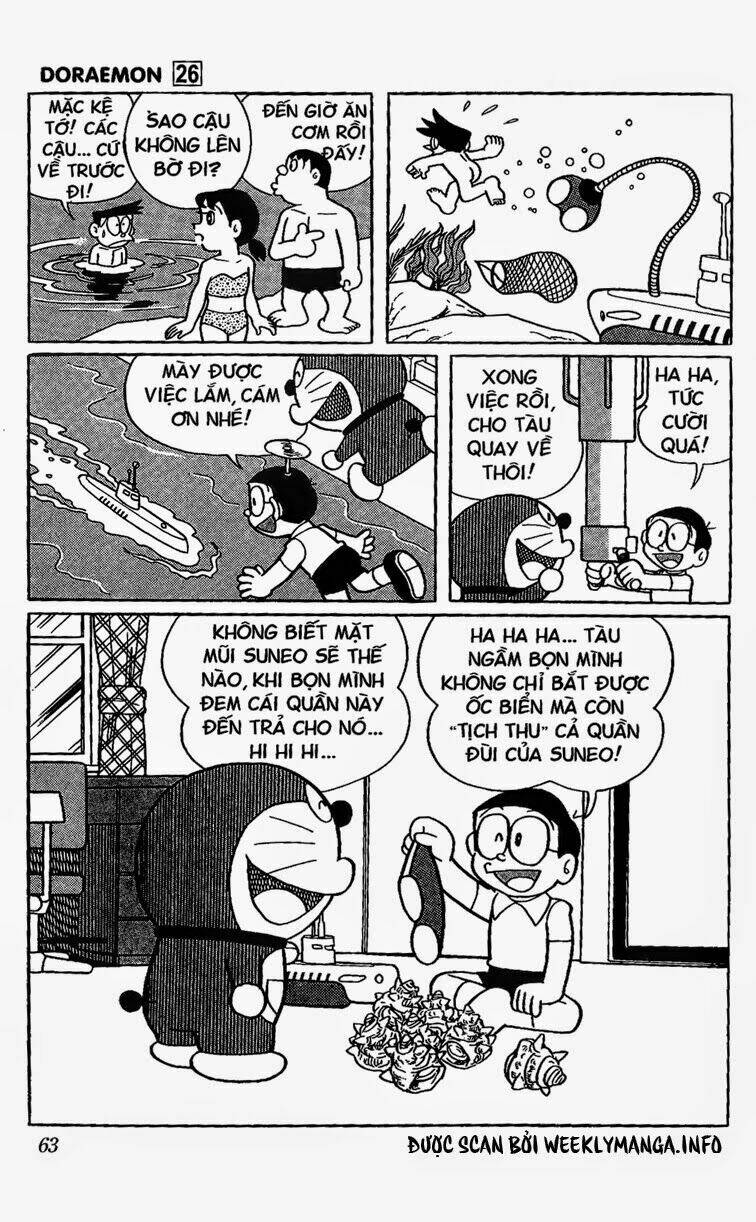 DORAEMON 26
MẶC KỆ
TỚ! CÁC
CẬU... CỨ
VỀ TRƯỚC
ĐI!
SAO CẬU
KHÔNG LÊN
BỜ ĐI?
ĐẾN GIỜ ĂN
CƠM RỒI
ĐẤY!
MÀY ĐƯỢC
VIỆC LẮM, CÁM
ƠN NHÉ!
XONG
VIỆC RỒI,
CHO TÀU
QUAY VỀ
THÔI!
HA HA,
TỨC
CƯỜI
QUÁ!
KHÔNG BIẾT MẶT
MŨI SUNEO SẼ THẾ
NÀO, KHI BỌN MÌNH
ĐEM CÁI QUẦN NÀY
ĐẾN TRẢ CHO NÓ...
HI HI HI...
HA HA HA... TÀU
NGẦM BỌN MÌNH
KHÔNG CHỈ BẮT ĐƯỢC
ỐC BIỂN MÀ CÒN
“TỊCH THU” CẢ QUẦN
ĐÙI CỦA SUNEO!
63
ĐƯỢC SCAN BỞI WEEKLYMANGA.INFO